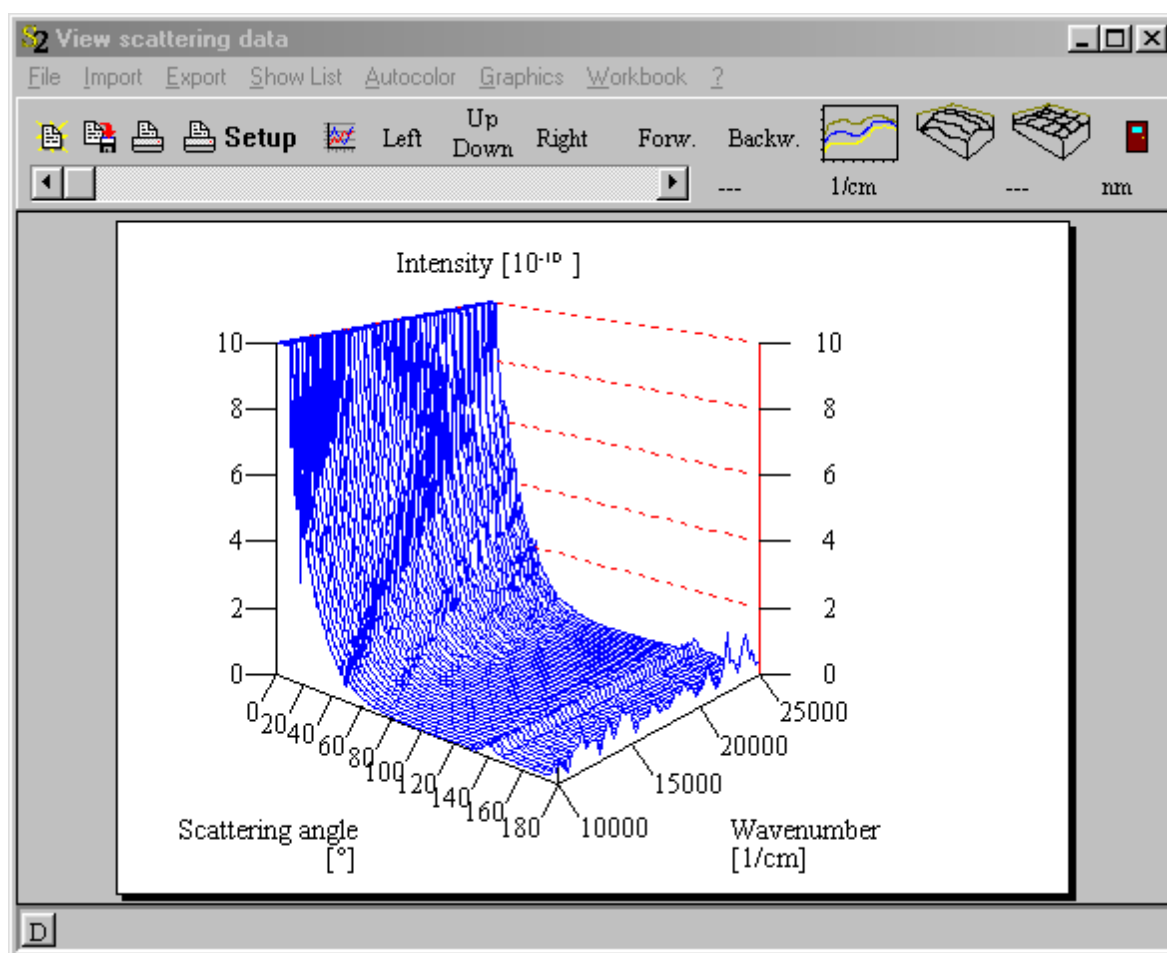 S2 View scattering data
File Import Export Show List Autocolor Graphics Workbook ?
Setup Left Up Down Right Forw. Backw.
--- 1/cm --- nm
Intensity [10-10 ]
10 10
8 8
6 6
4 4
2 2
0 0
0 20 40 60 80 100 120 140 160 180
10000 15000 20000 25000
Scattering angle
[°]
Wavenumber
[1/cm]
D